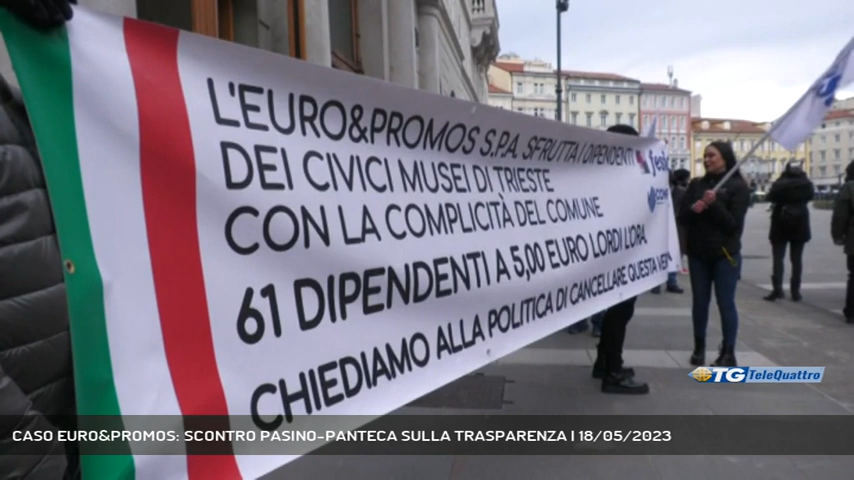 L'EURO&PROMOS S.P.A. SFRUTTA I DIPENDENTI
DEI CIVICI MUSEI DI TRIESTE
CON LA COMPLICITÀ DEL COMUNE
61 DIPENDENTI A 5,00 EURO LORDI L'ORA
CHIEDIAMO ALLA POLITICA DI CANCELLARE QUESTA
TG TeleQuattro
CASO EURO&PROMOS: SCONTRO PASINO-PANTECA SULLA TRASPARENZA | 18/05/2023